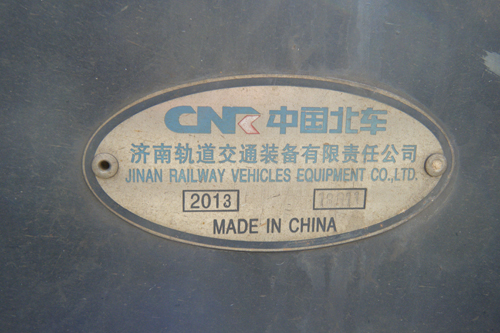 CNR 中国北车
济南轨道交通装备有限责任公司
JINAN RAILWAY VEHICLES EQUIPMENT CO.,LTD.
2013
MADE IN CHINA